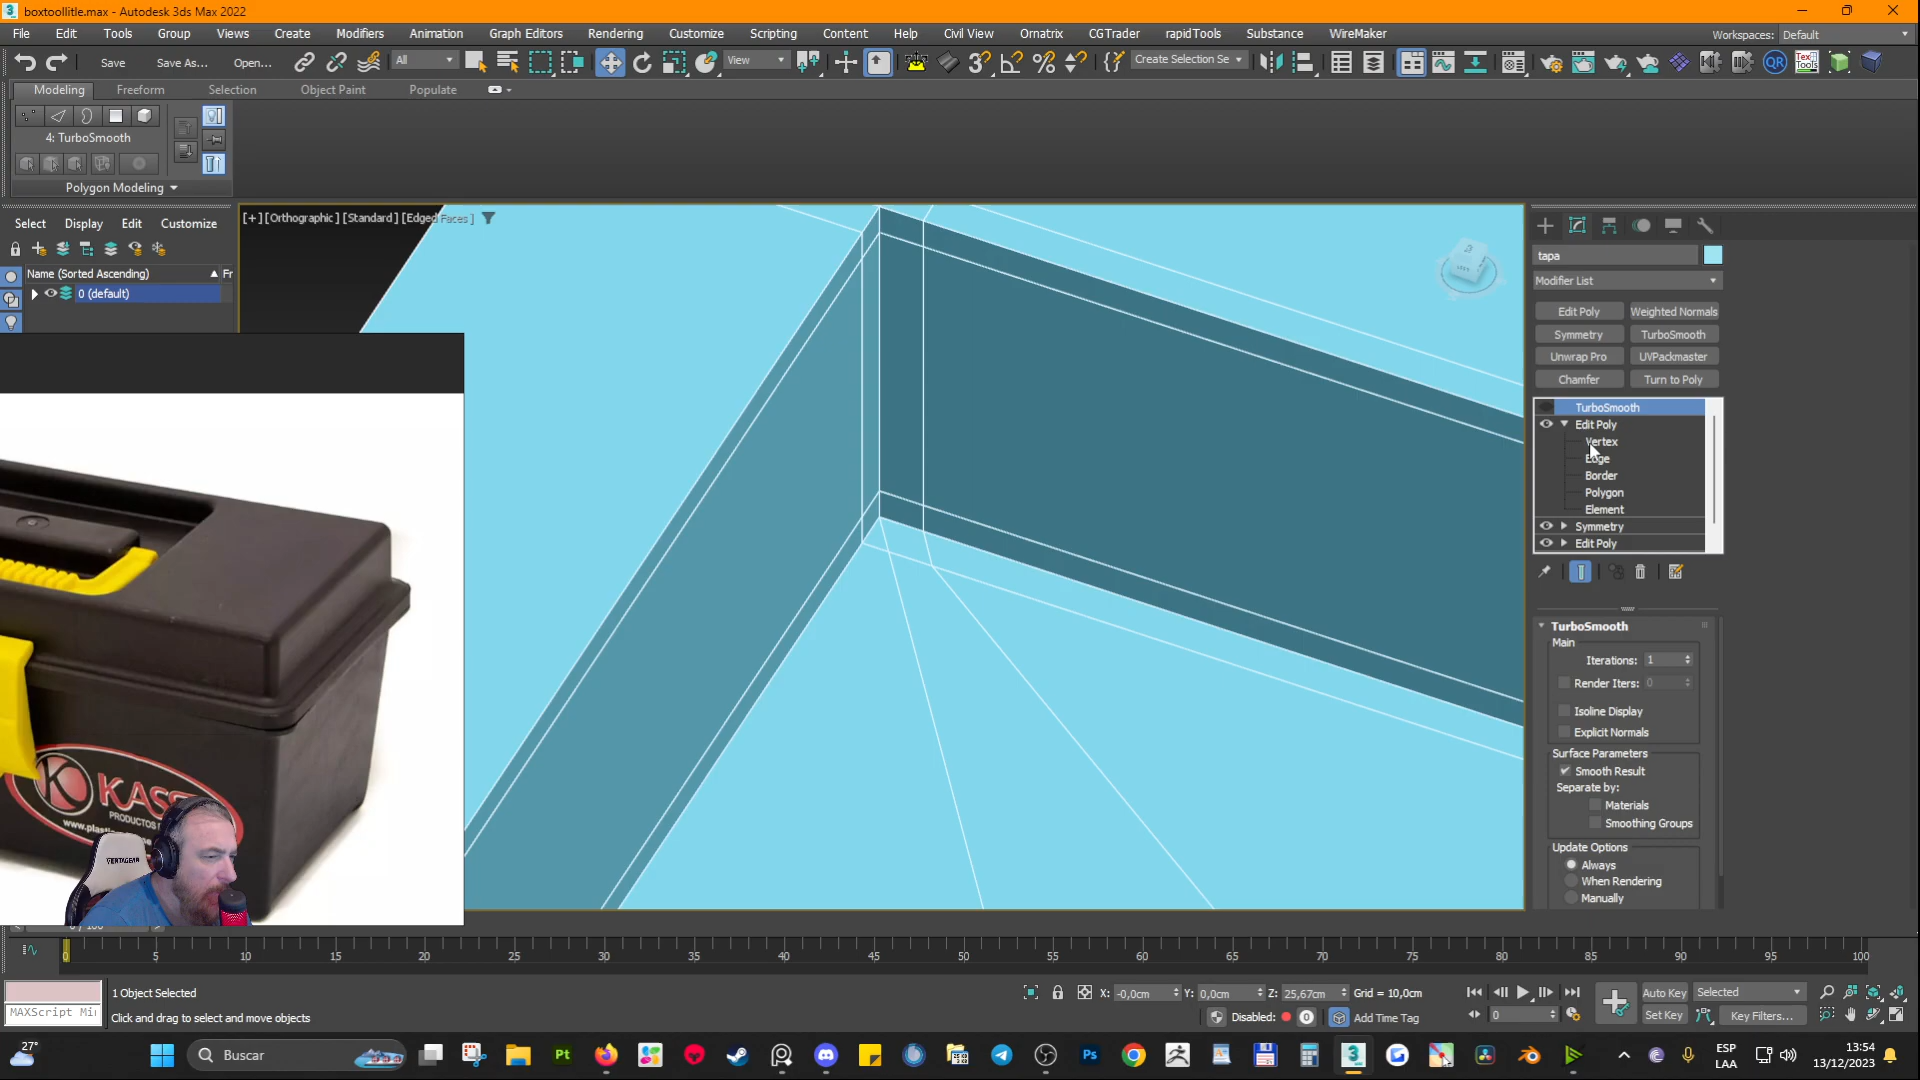 boxtoollitle.max - Autodesk 3ds Max 2022
File Edit Tools Group Views Create Modifiers Animation Graph Editors Rendering Customize Scripting Content Help Civil View Ornatrix CGTrader rapidTools Substance WireMaker
Workspaces: Default
Save Save As... Open... All View Create Selection Se
Modeling Freeform Selection Object Paint Populate
4: TurboSmooth
Polygon Modeling
Select Display Edit Customize
Name (Sorted Ascending) Fr
0 (default)
[+] [Orthographic] [Standard] [Edged Faces]
tapa
Modifier List
Edit Poly Weighted Normals
Symmetry TurboSmooth
Unwrap Pro UVPackmaster
Chamfer Turn to Poly
TurboSmooth
Edit Poly
Vertex
Edge
Border
Polygon
Element
Symmetry
Edit Poly
TurboSmooth
Main
Iterations: 1
Render Iters: 0
Isoline Display
Explicit Normals
Surface Parameters
Smooth Result
Separate by:
Materials
Smoothing Groups
Update Options
Always
When Rendering
Manually
PRODUCTOS
0 5 10 15 20 25 30 35 40 45 50 55 60 65 70 75 80 85 90 95 100
1 Object Selected
Click and drag to select and move objects
MAXScript Mi
X: -0,0cm Y: 0,0cm Z: 25,67cm Grid = 10,0cm
Disabled: 0 Add Time Tag
0
Auto Key Selected
Set Key Key Filters...
27°
Buscar
ESP
LAA
13:54
13/12/2023